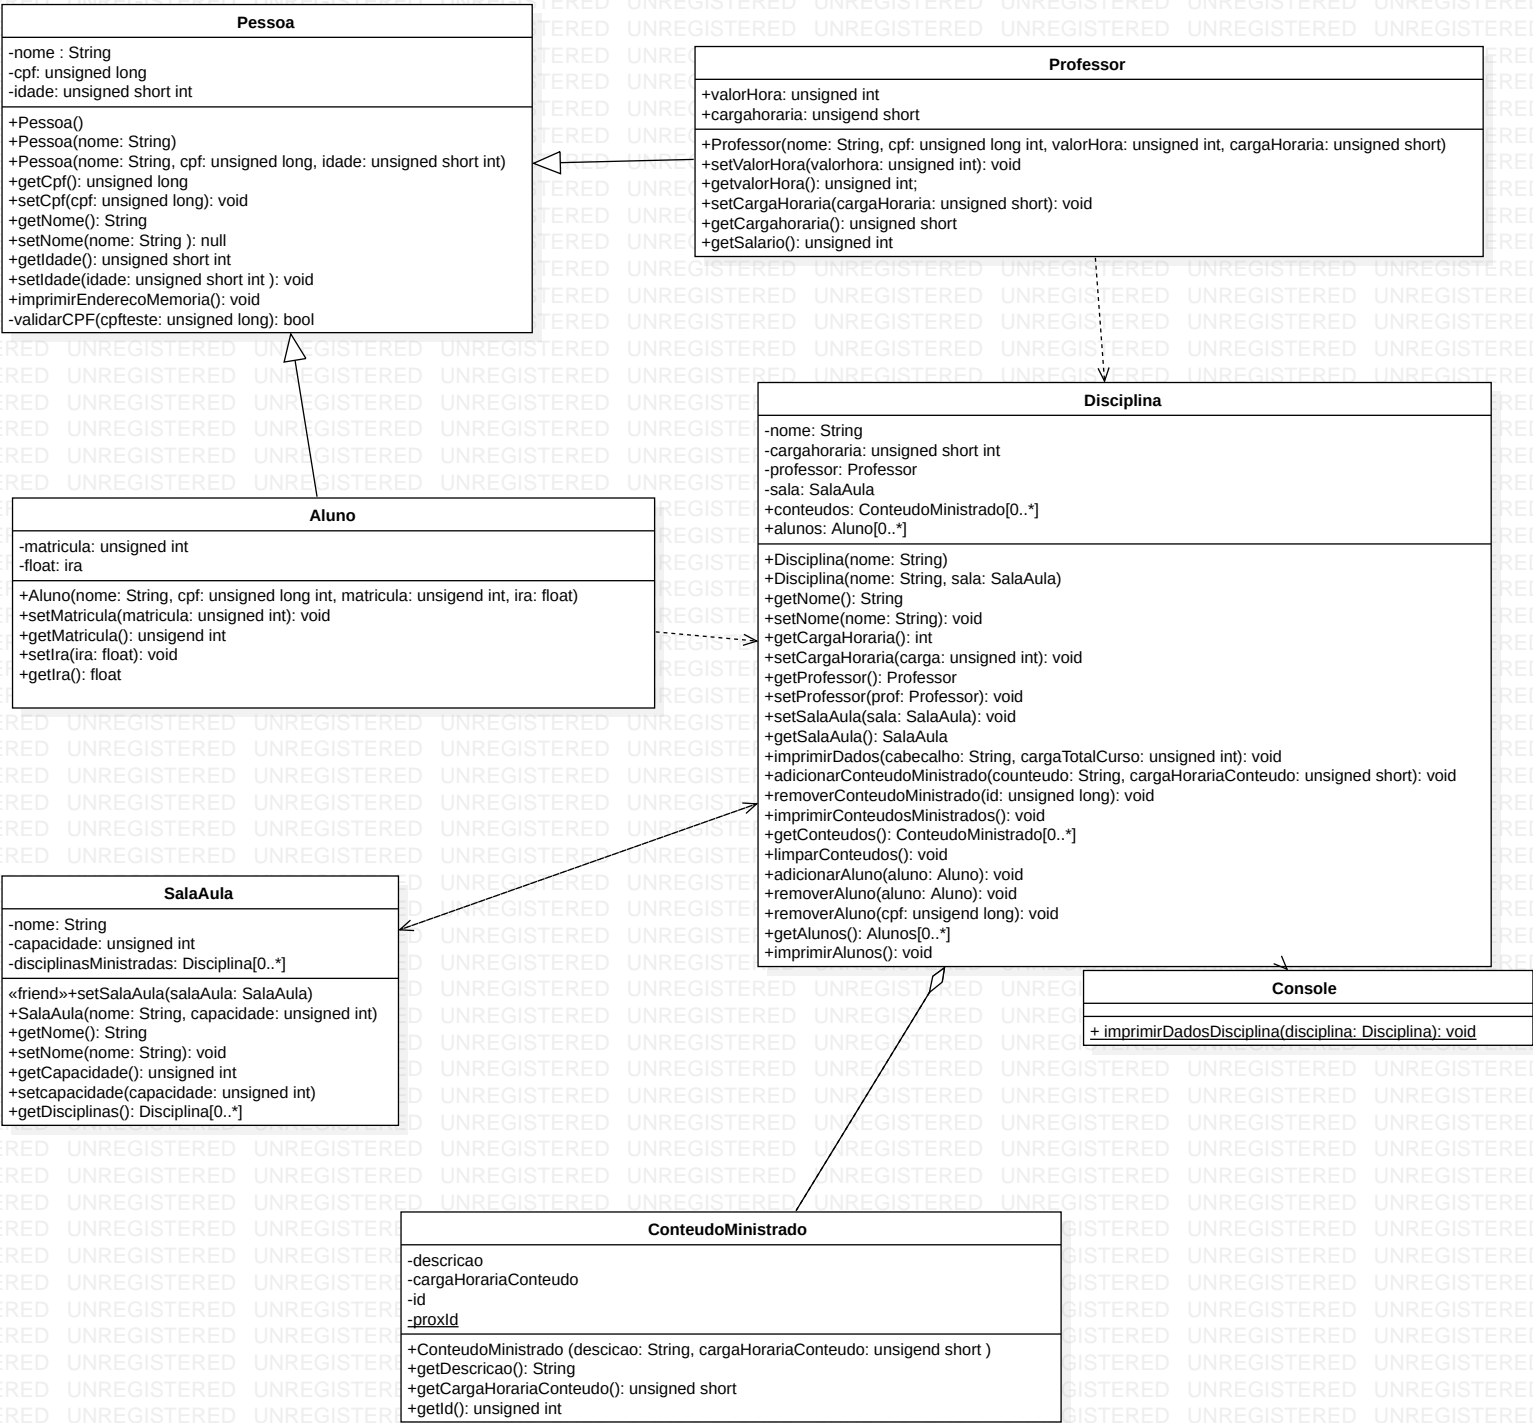 Pessoa
-nome : String
-cpf: unsigned long
-idade: unsigned short int
+Pessoa()
+Pessoa(nome: String)
+Pessoa(nome: String, cpf: unsigned long, idade: unsigned short int)
+getCpf(): unsigned long
+setCpf(cpf: unsigned long): void
+getNome(): String
+setNome(nome: String ): null
+getIdade(): unsigned short int
+setIdade(idade: unsigned short int ): void
+imprimirEnderecoMemoria(): void
-validarCPF(cpfteste: unsigned long): bool
Professor
+valorHora: unsigned int
+cargahoraria: unsigend short
+Professor(nome: String, cpf: unsigned long int, valorHora: unsigned int, cargaHoraria: unsigned short)
+setValorHora(valorhora: unsigned int): void
+getvalorHora(): unsigned int;
+setCargaHoraria(cargaHoraria: unsigned short): void
+getCargahoraria(): unsigned short
+getSalario(): unsigned int
Disciplina
-nome: String
-cargahoraria: unsigned short int
-professor: Professor
-sala: SalaAula
+conteudos: ConteudoMinistrado[0..*]
+alunos: Aluno[0..*]
+Disciplina(nome: String)
+Disciplina(nome: String, sala: SalaAula)
+getNome(): String
+setNome(nome: String): void
+getCargaHoraria(): int
+setCargaHoraria(carga: unsigned int): void
+getProfessor(): Professor
+setProfessor(prof: Professor): void
+setSalaAula(sala: SalaAula): void
+getSalaAula(): SalaAula
+imprimirDados(cabecalho: String, cargaTotalCurso: unsigned int): void
+adicionarConteudoMinistrado(counteudo: String, cargaHorariaConteudo: unsigned short): void
+removerConteudoMinistrado(id: unsigned long): void
+imprimirConteudosMinistrados(): void
+getConteudos(): ConteudoMinistrado[0..*]
+limparConteudos(): void
+adicionarAluno(aluno: Aluno): void
+removerAluno(aluno: Aluno): void
+removerAluno(cpf: unsigend long): void
+getAlunos(): Alunos[0..*]
+imprimirAlunos(): void
Aluno
-matricula: unsigned int
-float: ira
+Aluno(nome: String, cpf: unsigned long int, matricula: unsigend int, ira: float)
+setMatricula(matricula: unsigned int): void
+getMatricula(): unsigend int
+setIra(ira: float): void
+getIra(): float
SalaAula
-nome: String
-capacidade: unsigned int
-disciplinasMinistradas: Disciplina[0..*]
«friend»+setSalaAula(salaAula: SalaAula)
+SalaAula(nome: String, capacidade: unsigned int)
+getNome(): String
+setNome(nome: String): void
+getCapacidade(): unsigned int
+setcapacidade(capacidade: unsigned int)
+getDisciplinas(): Disciplina[0..*]
Console
+ imprimirDadosDisciplina(disciplina: Disciplina): void
ConteudoMinistrado
-descricao
-cargaHorariaConteudo
-id
-proxId
+ConteudoMinistrado (descicao: String, cargaHorariaConteudo: unsigend short )
+getDescricao(): String
+getCargaHorariaConteudo(): unsigned short
+getId(): unsigned int